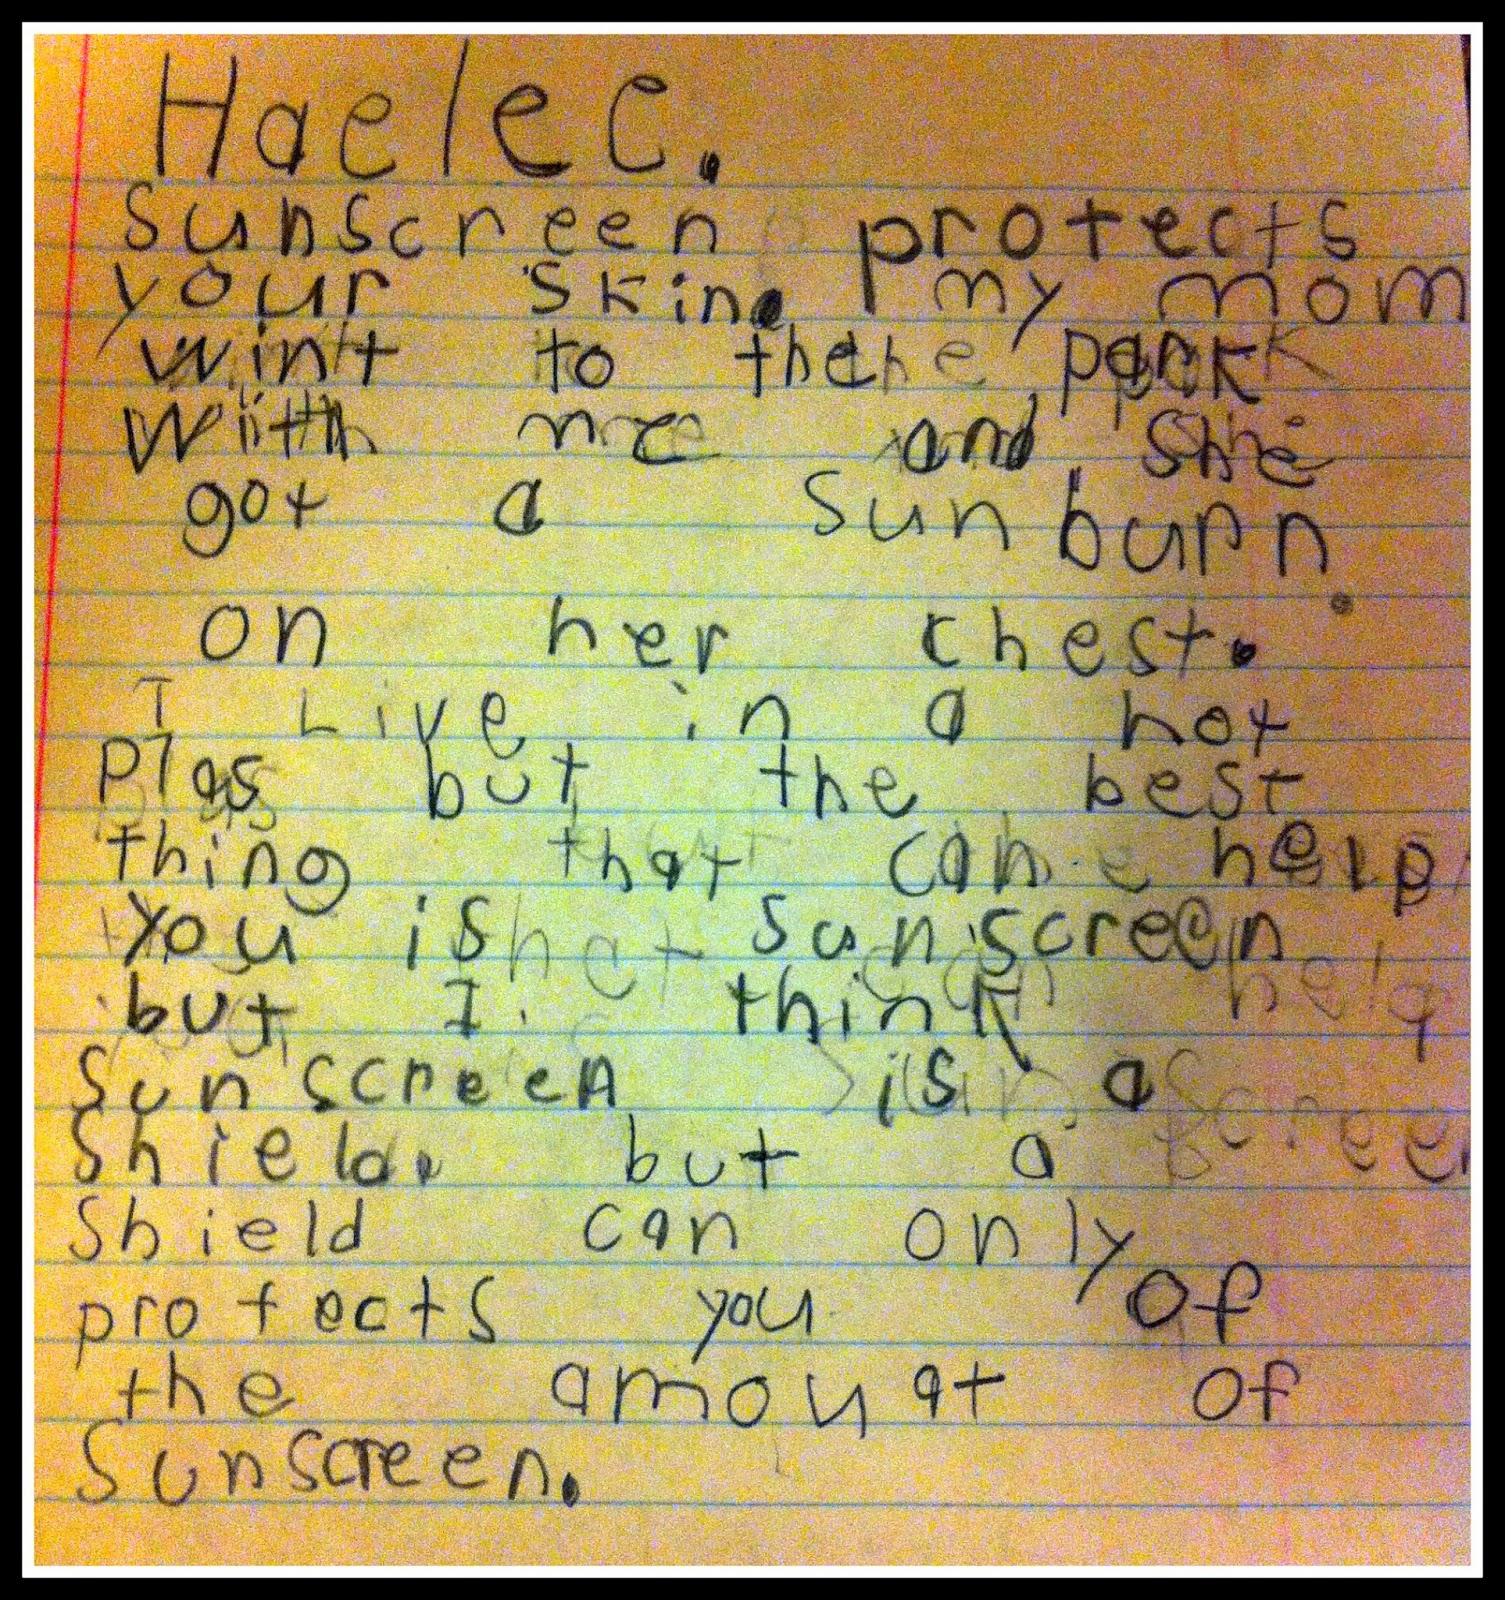 Haele C.
Sunscreen protects
your skin. my mom
wint to the park
with me and she
got a sunburn
on her chest.
I Live in a hot
Plas but the best
thing that can help
you is sunscreen
but I think
Sunscreen is a
Shield. but a
Shield can only
protects you of
the amouat of
Sunscreen.